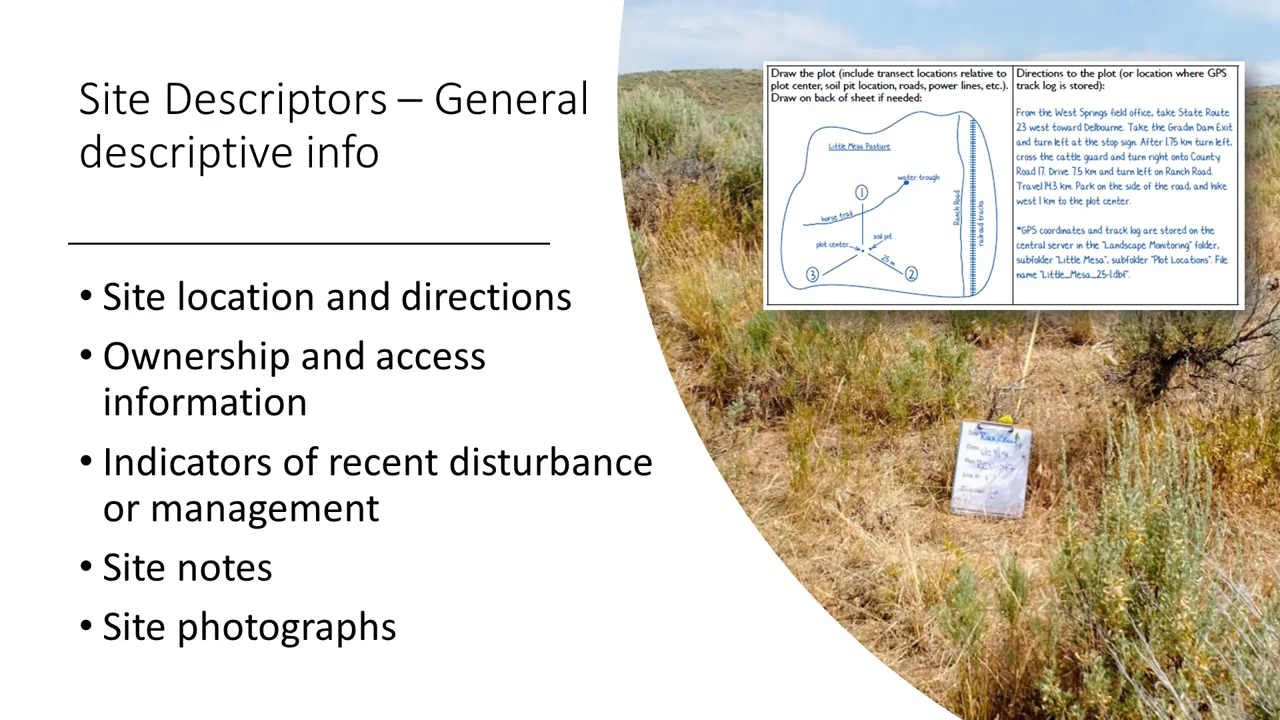 Site Descriptors – General
descriptive info
• Site location and directions
• Ownership and access
information
• Indicators of recent disturbance
or management
• Site notes
• Site photographs
Draw the plot (include transect locations relative to
plot center, soil pit location, roads, power lines, etc.).
Draw on back of sheet if needed:
Little Mesa Pasture
water trough
1
horse trail
Ranch Road
railroad tracks
plot center
soil pit
25 m
3
2
Directions to the plot (or location where GPS
track log is stored):
From the West Springs field office, take State Route
23 west toward Delbourne. Take the Gradin Dam Exit
and turn left at the stop sign. After 1.75 km turn left,
cross the cattle guard and turn right onto County
Road 17. Drive 7.5 km and turn left on Ranch Road.
Travel 14.3 km. Park on the side of the road, and hike
west 1 km to the plot center.
*GPS coordinates and track log are stored on the
central server in the "Landscape Monitoring" folder,
subfolder "Little Mesa", subfolder "Plot Locations". File
name "Little_Mesa_25-1.dbf".